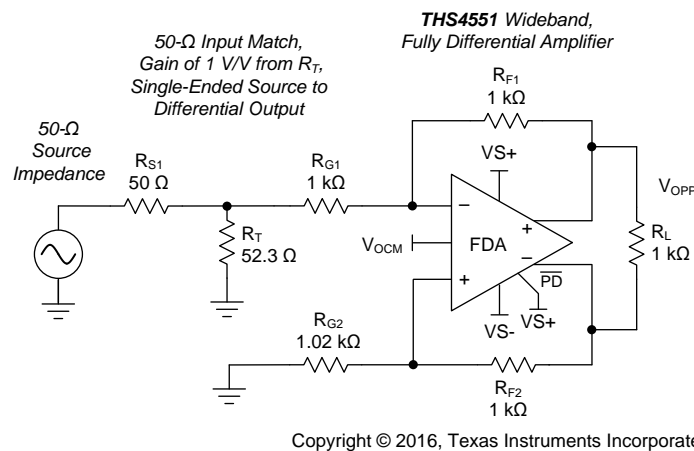 THS4551 Wideband,
Fully Differential Amplifier
50-Ω Input Match,
Gain of 1 V/V from RT,
Single-Ended Source to
Differential Output
50-Ω
Source
Impedance
RS1
50 Ω
RT
52.3 Ω
RG1
1 kΩ
RF1
1 kΩ
VS+
VOCM
−
+
FDA
+
−
PD
VS-
VS+
VOPP
RL
1 kΩ
RG2
1.02 kΩ
RF2
1 kΩ
Copyright © 2016, Texas Instruments Incorporate